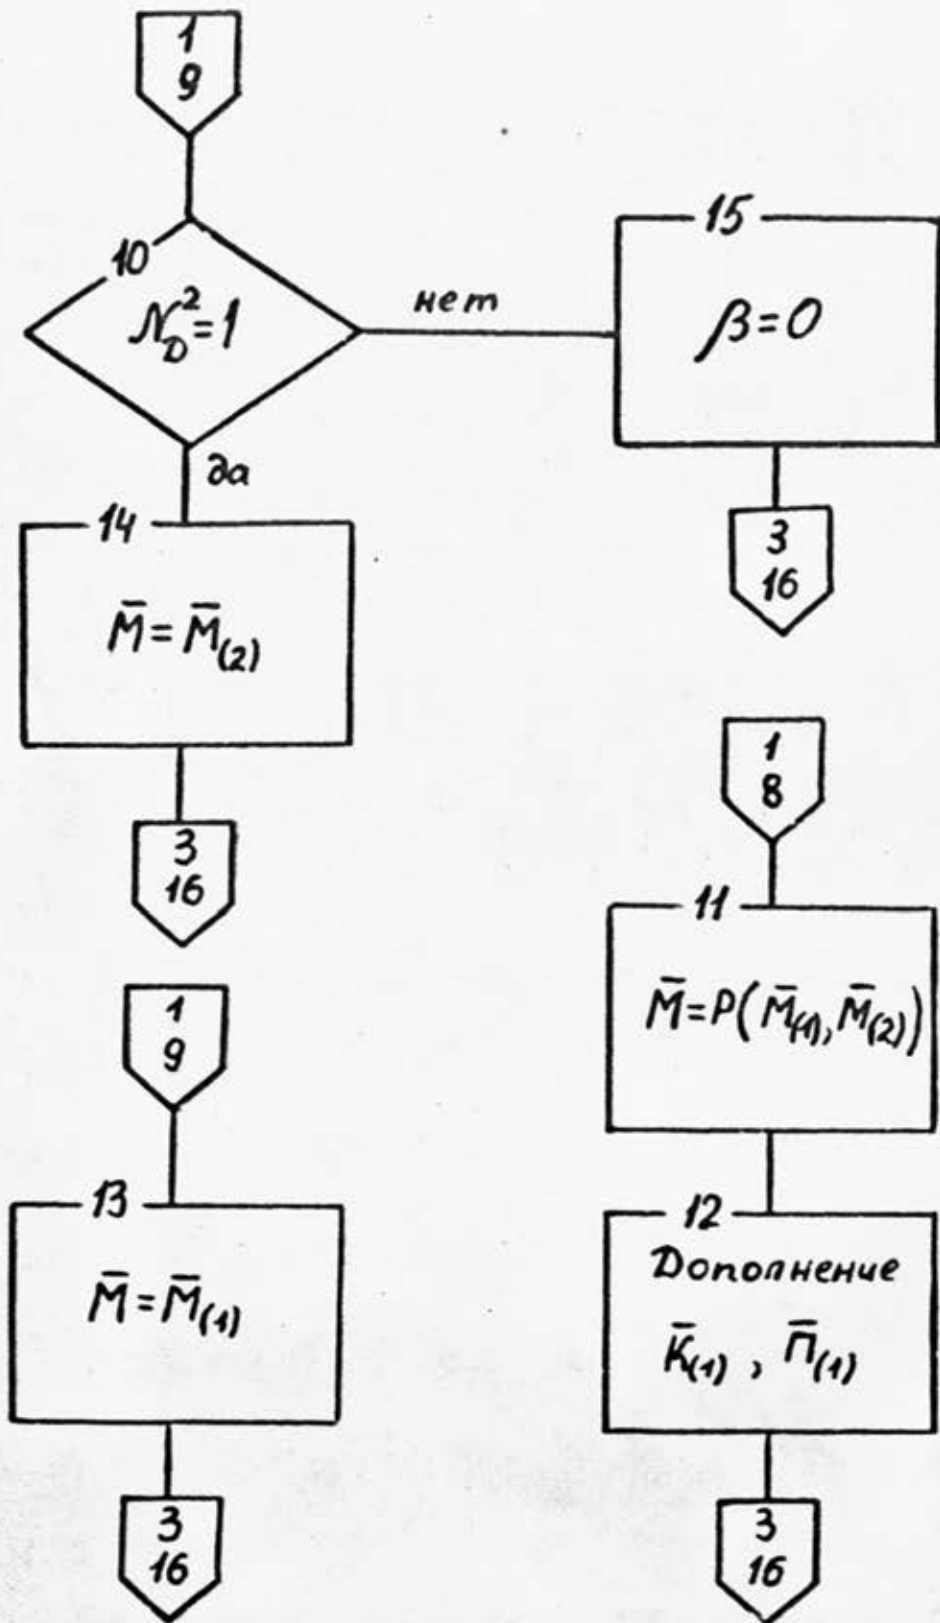 1
9
10
N_D^2=1
нет
15
β=0
3
16
да
14
M̄=M̄(2)
3
16
1
8
11
M̄=P(M̄(1),M̄(2))
12
Дополнение
K̄(1), П̄(1)
3
16
1
9
13
M̄=M̄(1)
3
16